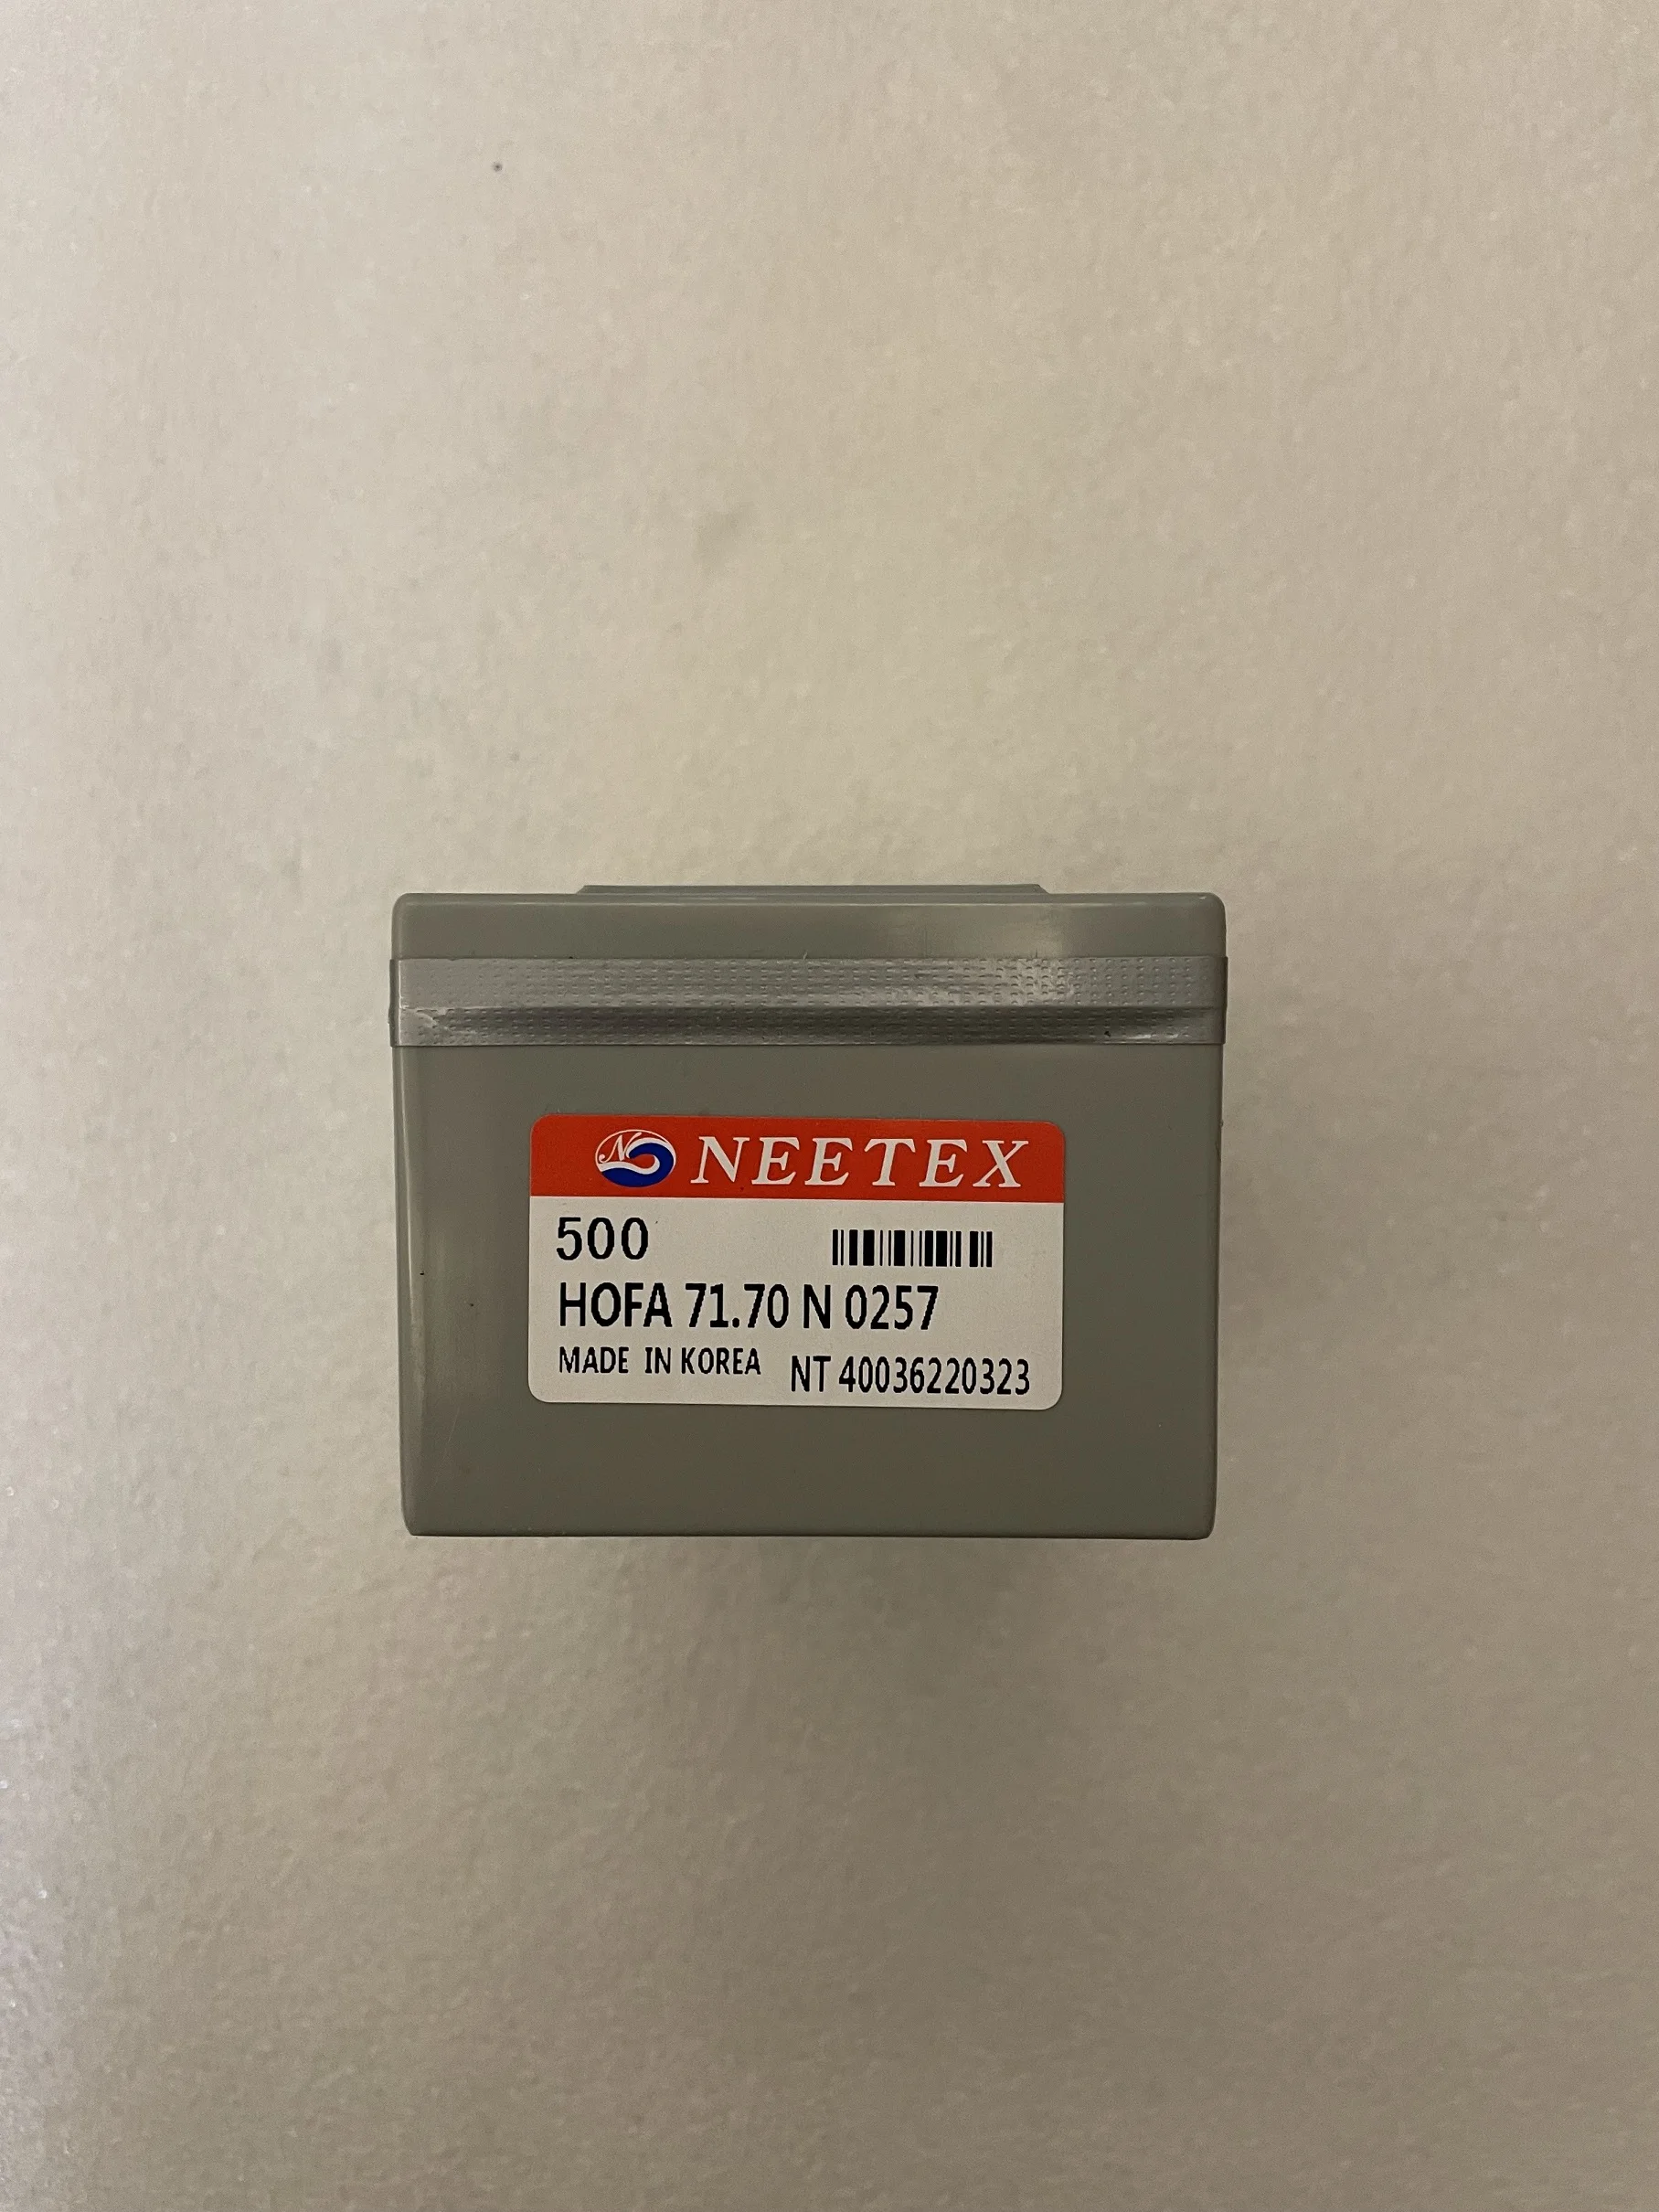 NEETEX
500
HOFA 71.70 N 0257
MADE IN KOREA NT 40036220323